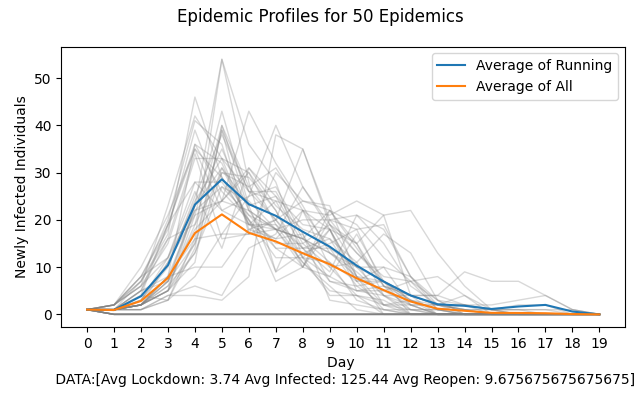 Epidemic Profiles for 50 Epidemics
Average of Running
Average of All
Newly Infected Individuals
50
40
30
20
10
0
0 1 2 3 4 5 6 7 8 9 10 11 12 13 14 15 16 17 18 19
Day
DATA:[Avg Lockdown: 3.74 Avg Infected: 125.44 Avg Reopen: 9.675675675675675]